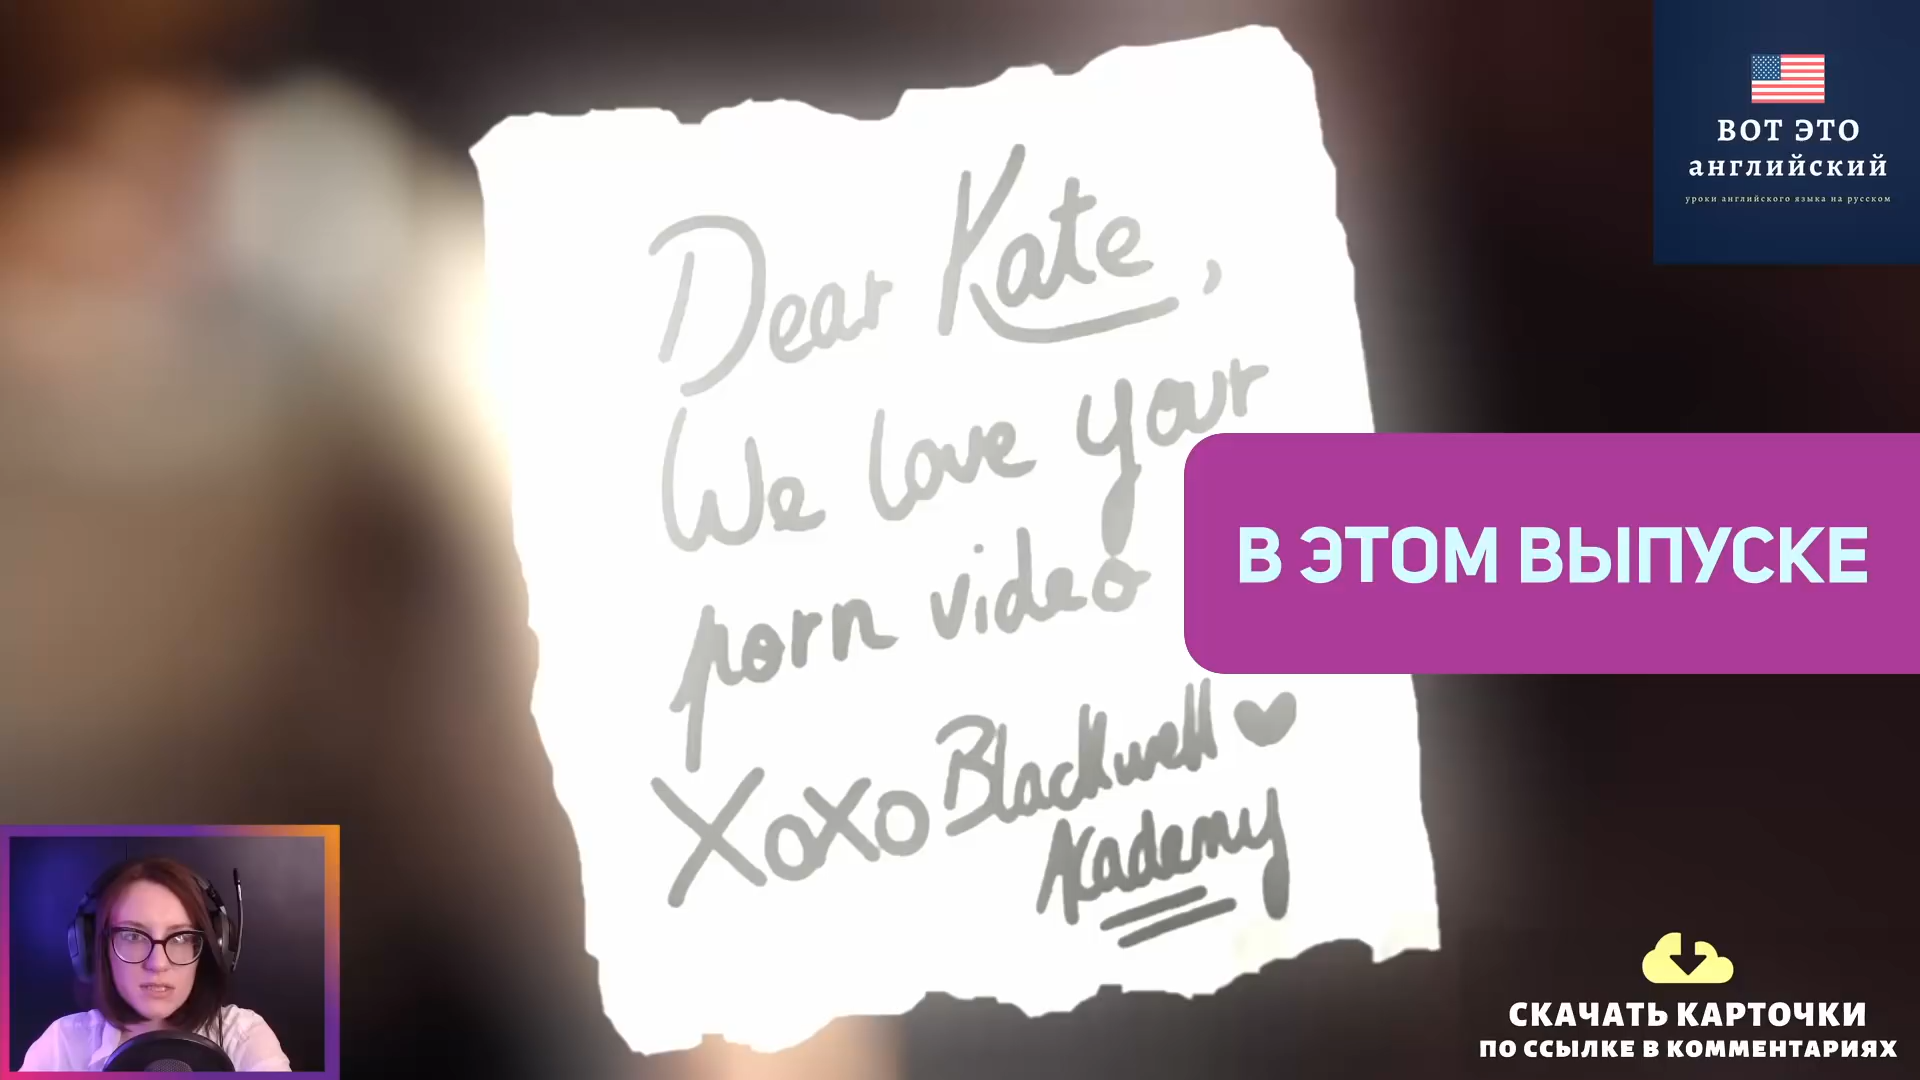 Dear Kate,
We love your
porn video
XoXo Blackwell
Academy
ВОТ ЭТО
английский
уроки английского языка на русском
В ЭТОМ ВЫПУСКЕ
СКАЧАТЬ КАРТОЧКИ
ПО ССЫЛКЕ В КОММЕНТАРИЯХ